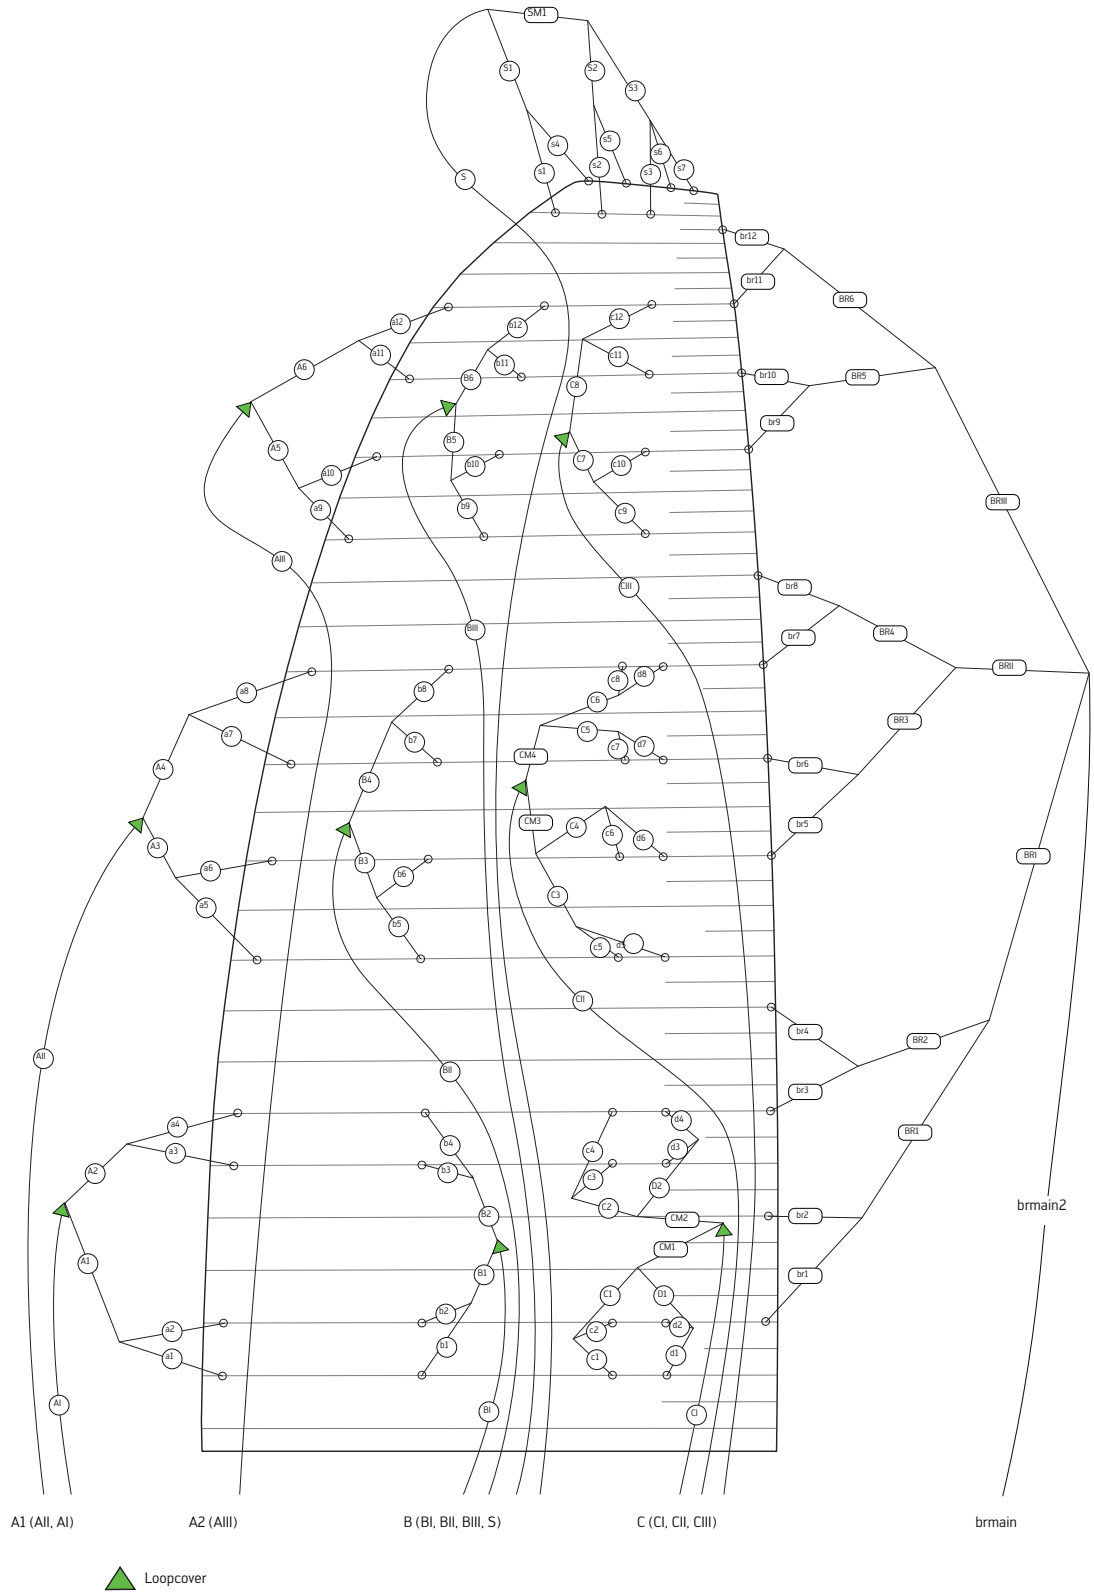 SM1
S1
S2
S3
s4
s5
s6
s7
s1
s2
s3
S
br12
br11
BR6
a12
b12
c12
a11
b11
c11
A6
B6
C8
br10
BR5
br9
A5
B5
C7
a10
b10
c10
a9
b9
c9
BRIII
AIII
CIII
br8
BIII
br7
BR4
BRII
a8
b8
c8
d8
C6
a7
b7
C5
c7
d7
BR3
A4
B4
CM4
br6
CM3
C4
c6
d6
br5
A3
B3
a6
b6
BRI
a5
b5
C3
c5
d5
CII
br4
BR2
AII
BII
br3
a4
b4
c4
d4
a3
b3
c3
d3
BR1
A2
D2
C2
B2
CM2
br2
brmain2
A1
B1
CM1
br1
C1
D1
a2
b2
c2
d2
a1
b1
c1
d1
AI
BI
CI
A1 (AII, AI)
A2 (AIII)
B (BI, BII, BIII, S)
C (CI, CII, CIII)
brmain
Loopcover